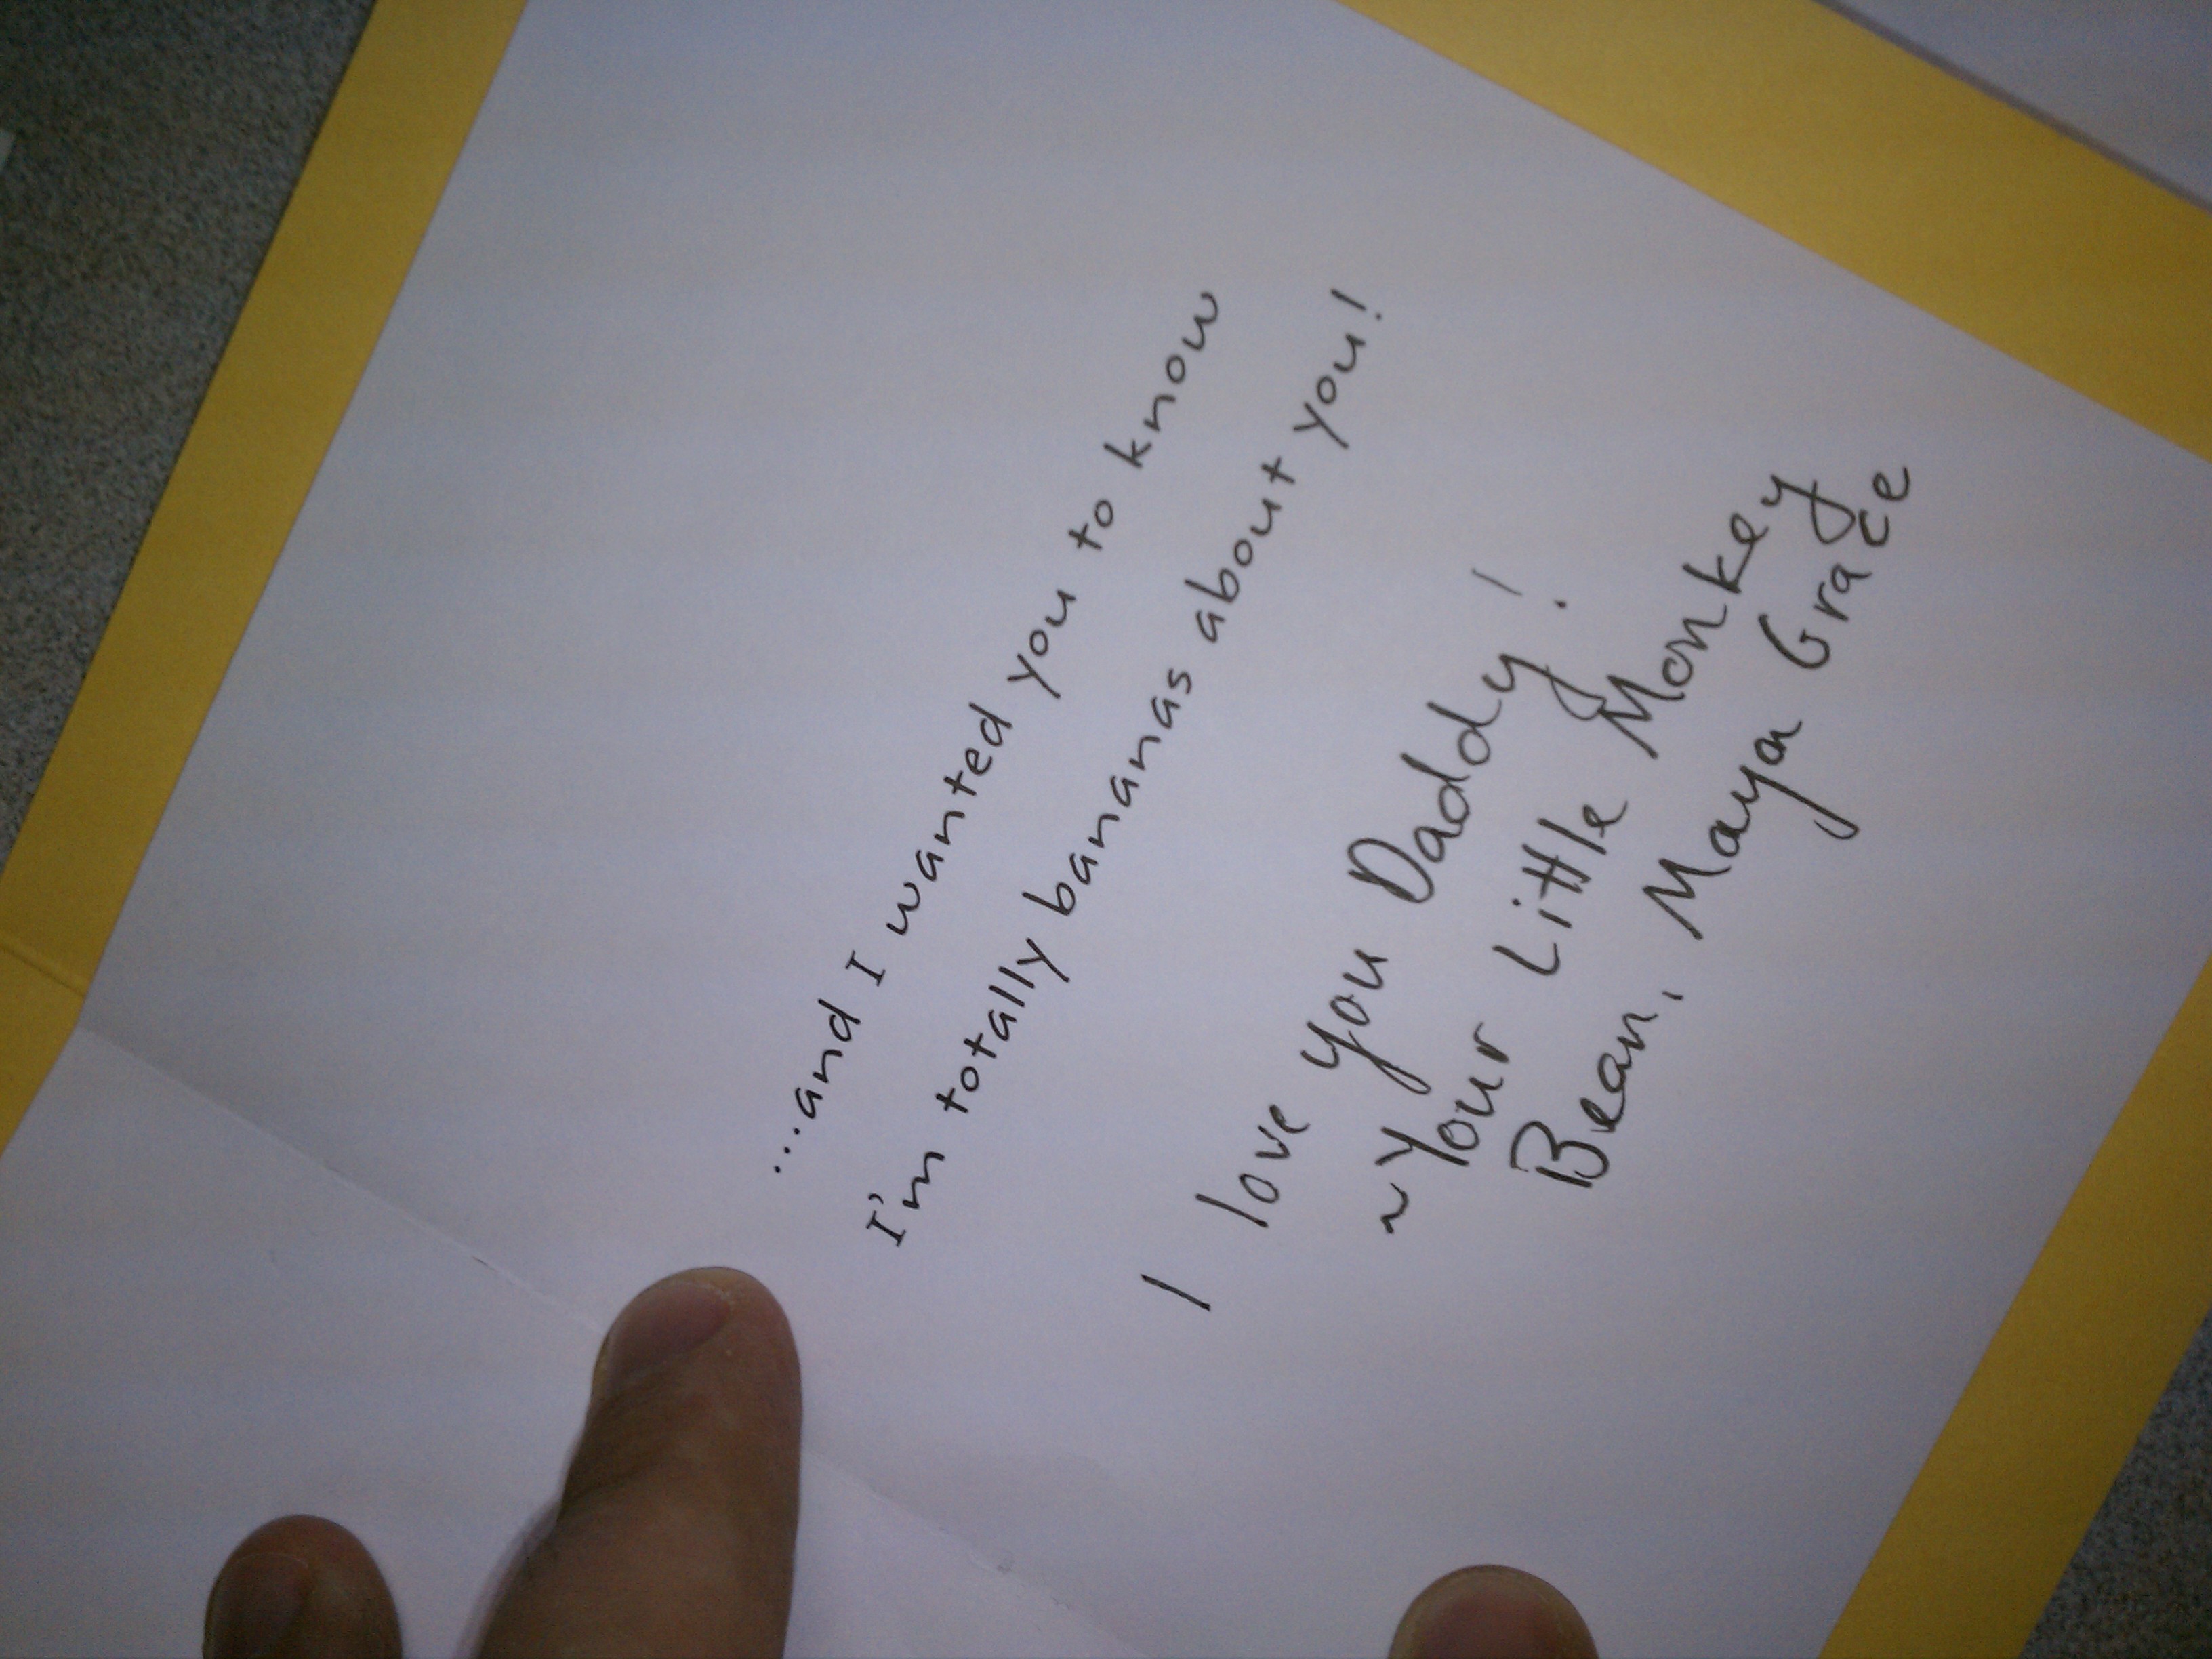 ...and I wanted you to know
I'm totally bananas about you!
I love you Daddy!
~Your Little Monkey
Bean, Maya Grace